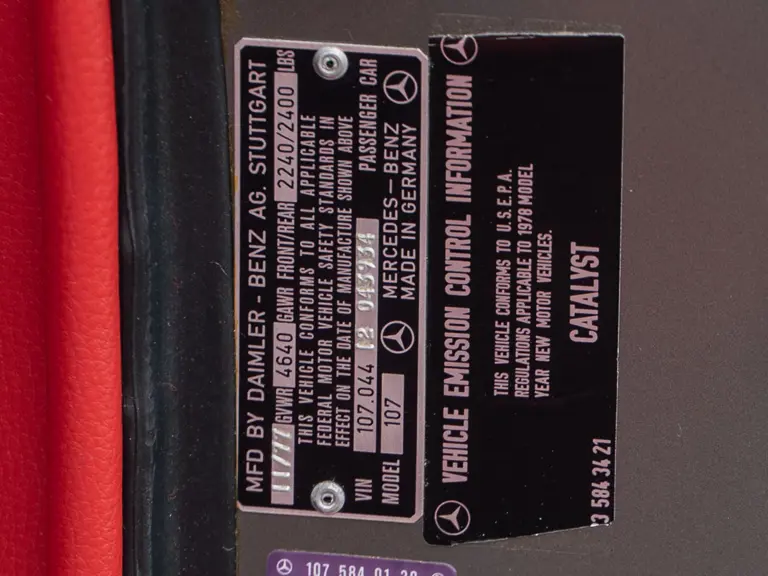 MFD BY DAIMLER - BENZ AG. STUTTGART
11/77 GVWR 4640 GAWR FRONT/REAR 2240/2400 LBS
THIS VEHICLE CONFORMS TO ALL APPLICABLE
FEDERAL MOTOR VEHICLE SAFETY STANDARDS IN
EFFECT ON THE DATE OF MANUFACTURE SHOWN ABOVE
VIN 107.044 12 PASSENGER CAR
MODEL 107 MERCEDES-BENZ
MADE IN GERMANY
VEHICLE EMISSION CONTROL INFORMATION
THIS VEHICLE CONFORMS TO U.S.E.P.A.
REGULATIONS APPLICABLE TO 1978 MODEL
YEAR NEW MOTOR VEHICLES.
CATALYST
3 584 34 21
107 584 01